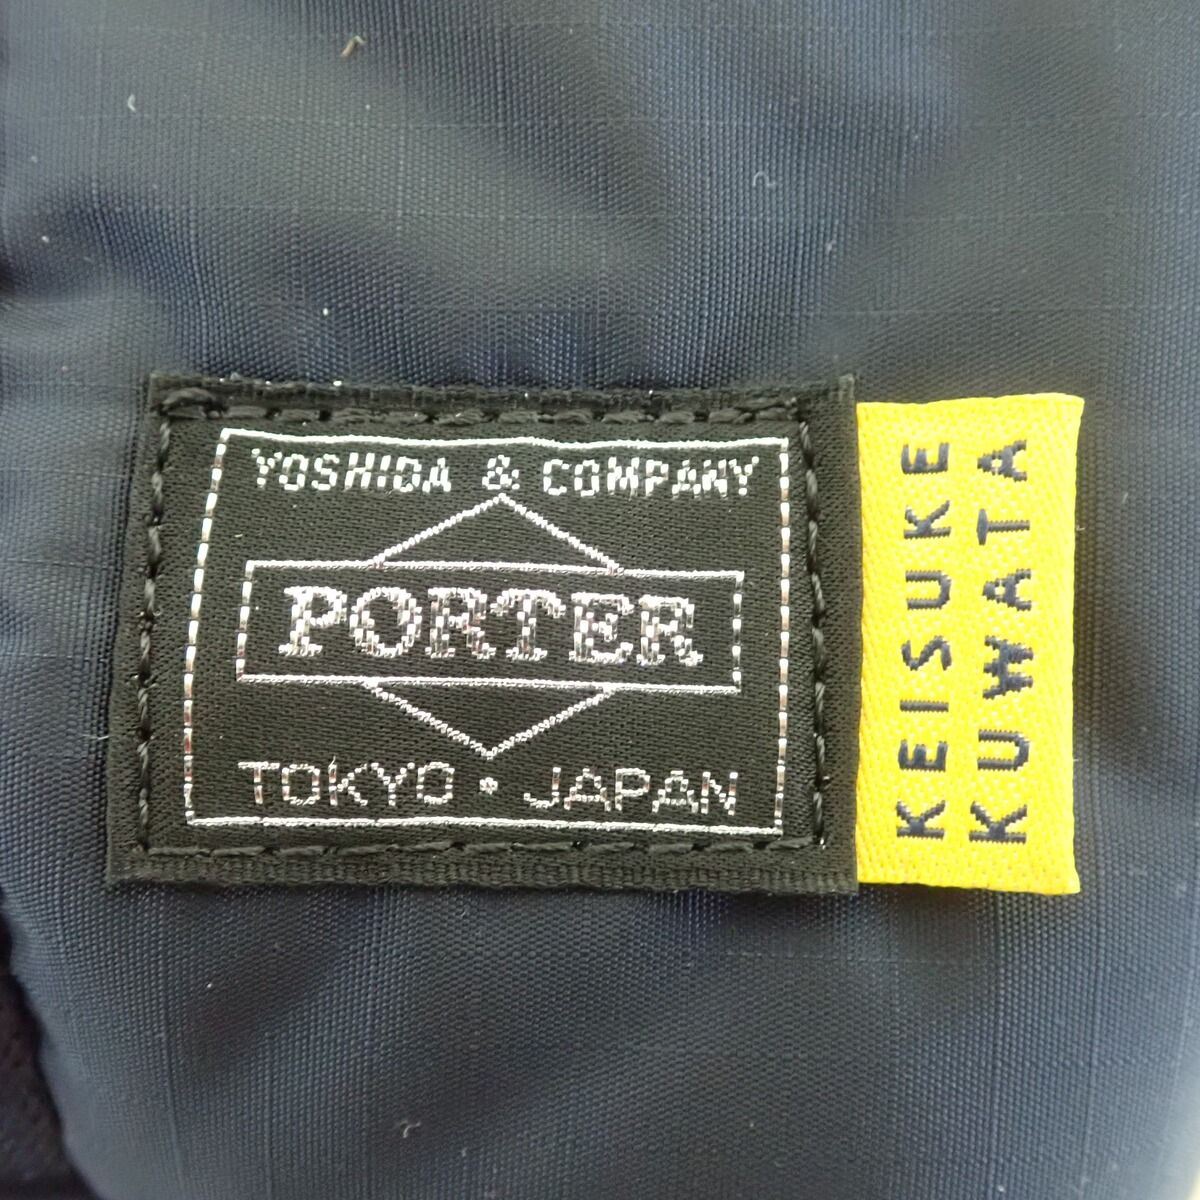 YOSHIDA & COMPANY
PORTER
TOKYO・JAPAN
KEISUKE
KUWATA